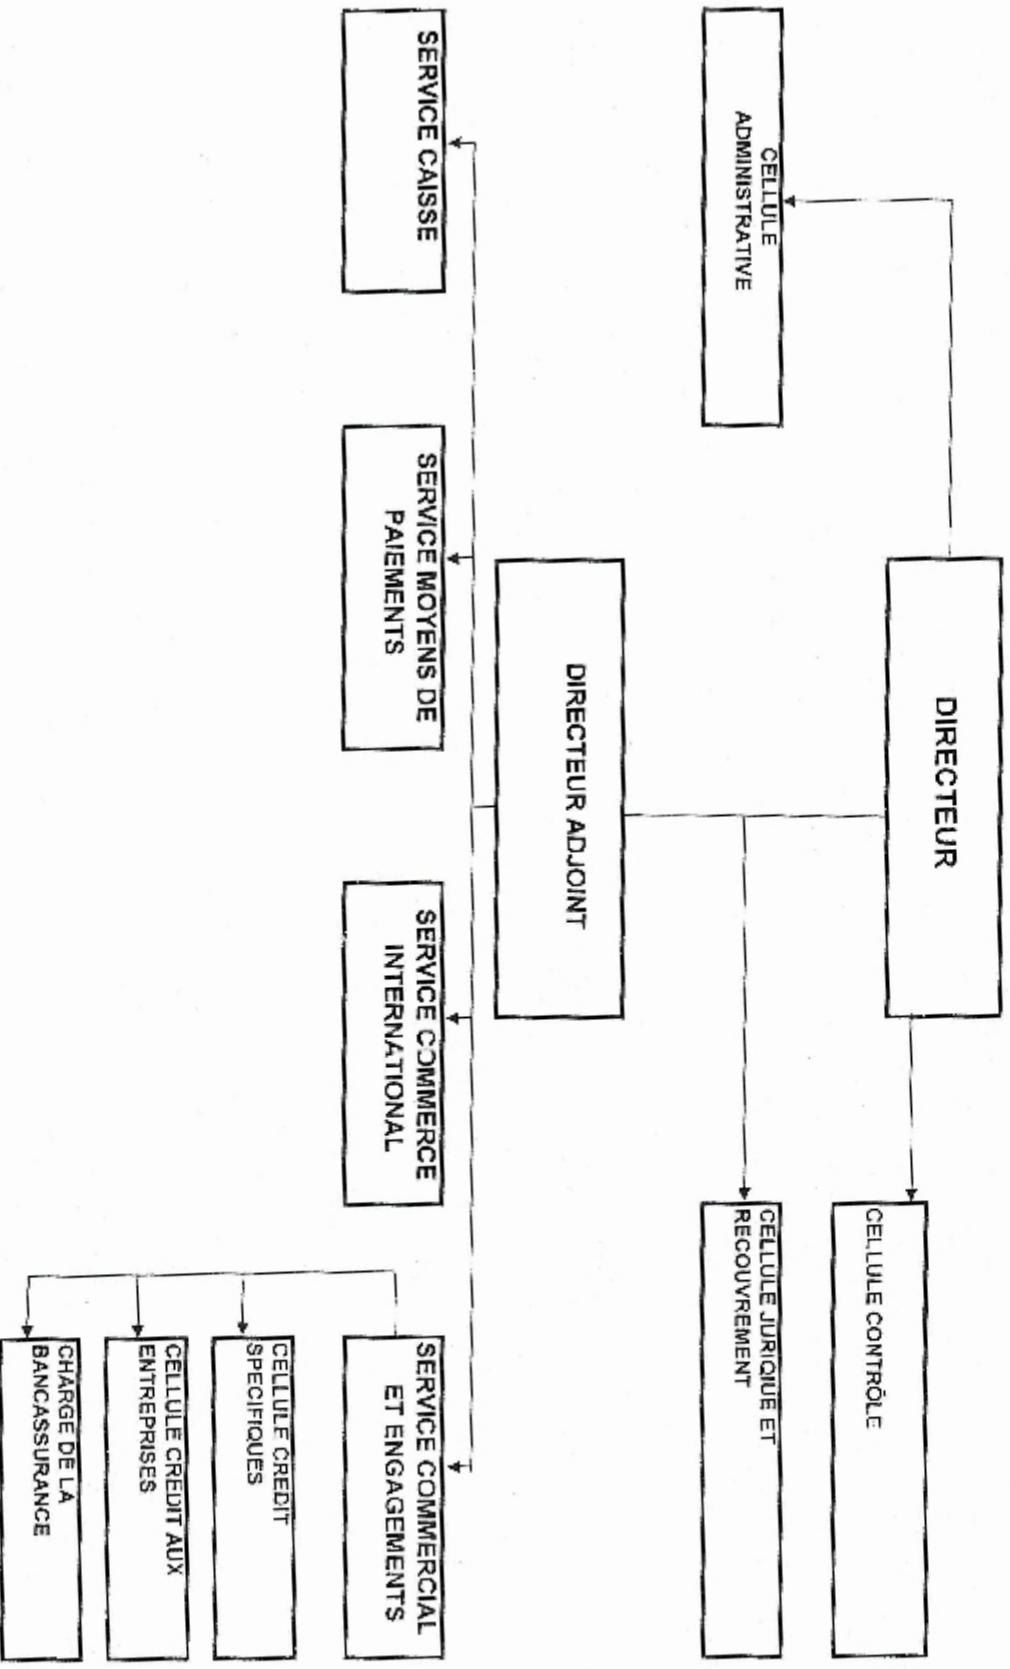 DIRECTEUR
CELLULE CONTRÔLE
CELLULE
ADMINISTRATIVE
CELLULE JURIQIUE ET
RECOUVREMENT
DIRECTEUR ADJOINT
SERVICE CAISSE
SERVICE MOYENS DE
PAIEMENTS
SERVICE COMMERCE
INTERNATIONAL
SERVICE COMMERCIAL
ET ENGAGEMENTS
CELLULE CREDIT
SPECIFIQUES
CELLULE CREDIT AUX
ENTREPRISES
CHARGE DE LA
BANCASSURANCE